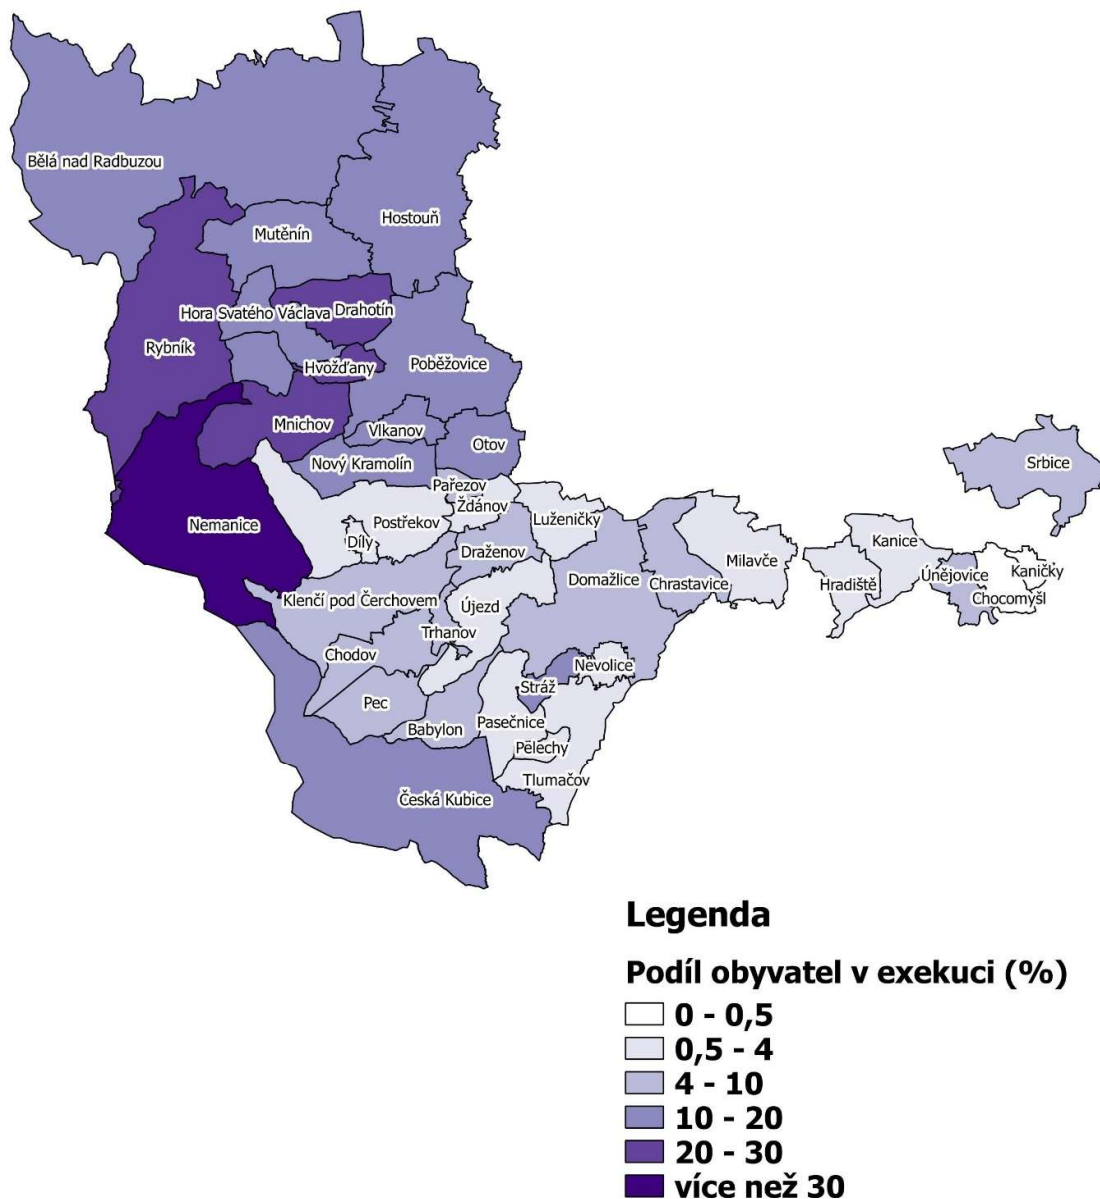 Bělá nad Radbuzou
Hostouň
Mutěnín
Hora Svatého Václava
Drahotín
Rybník
Hvožďany
Poběžovice
Mnichov
Vlkanov
Otov
Nový Kramolín
Srbice
Pařezov
Ždánov
Nemanice
Postřekov
Luženičky
Díly
Draženov
Milavče
Kanice
Domažlice
Chrastavice
Hradiště
Únějovice
Kaničky
Chocomyšl
Klenčí pod Čerchovem
Újezd
Trhanov
Chodov
Nevolice
Stráž
Pec
Babylon
Pasečnice
Pelechy
Tlumačov
Česká Kubice
Legenda
Podíl obyvatel v exekuci (%)
0 - 0,5
0,5 - 4
4 - 10
10 - 20
20 - 30
více než 30